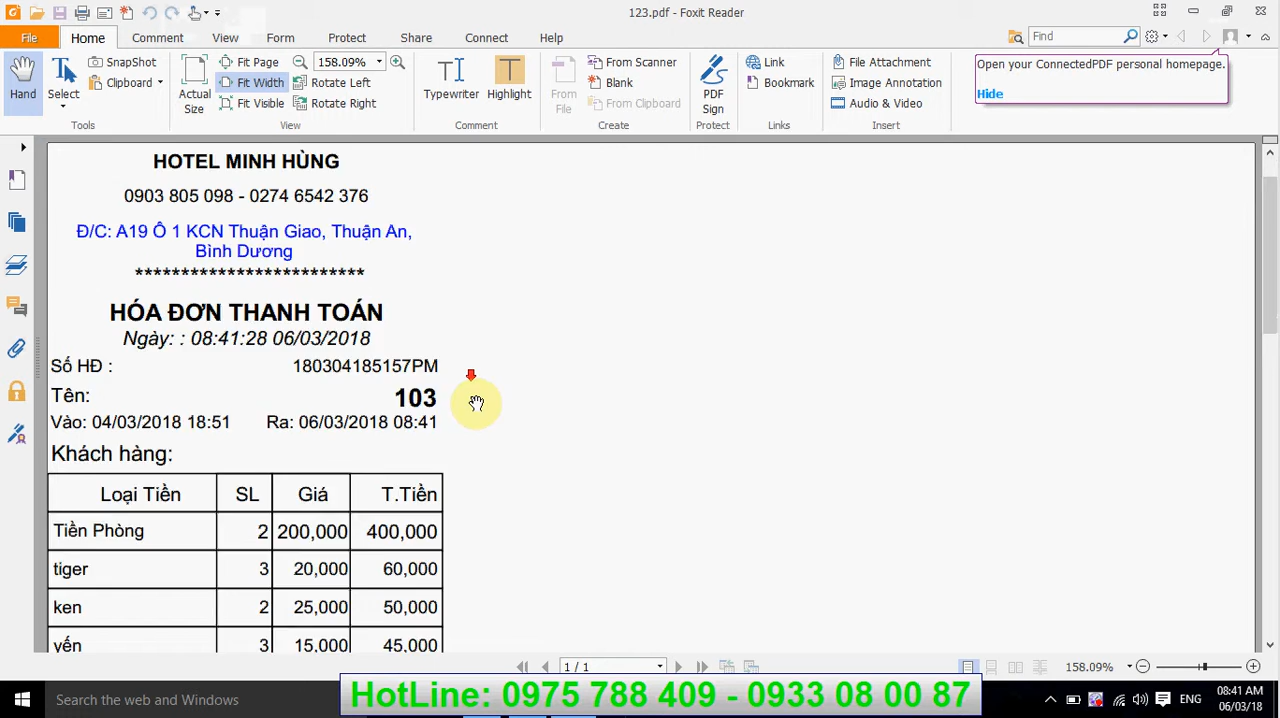 123.pdf - Foxit Reader
File Home Comment View Form Protect Share Connect Help Find
Hand
Select
SnapShot
Clipboard
Tools
Actual Size
Fit Page
Fit Width
Fit Visible
158.09%
Rotate Left
Rotate Right
View
Typewriter
Highlight
Comment
From File
From Scanner
Blank
From Clipboard
Create
PDF Sign
Protect
Link
Bookmark
Links
File Attachment
Image Annotation
Audio & Video
Insert
Open your ConnectedPDF personal homepage.
Hide
HOTEL MINH HÙNG
0903 805 098 - 0274 6542 376
Đ/C: A19 Ô 1 KCN Thuận Giao, Thuận An,
Bình Dương
*************************
HÓA ĐƠN THANH TOÁN
Ngày: : 08:41:28 06/03/2018
Số HĐ : 180304185157PM
Tên: 103
Vào: 04/03/2018 18:51 Ra: 06/03/2018 08:41
Khách hàng:
Loại Tiền SL Giá T.Tiền
Tiền Phòng 2 200,000 400,000
tiger 3 20,000 60,000
ken 2 25,000 50,000
yến 3 15,000 45,000
1 / 1
158.09%
Search the web and Windows
HotLine: 0975 788 409 - 0933 08 00 87
ENG
08:41 AM
06/03/18